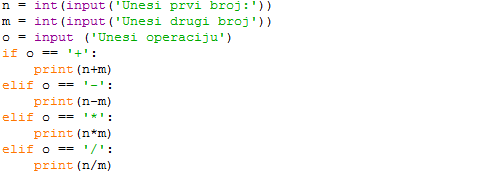 n = int(input('Unesi prvi broj:'))
m = int(input('Unesi drugi broj'))
o = input ('Unesi operaciju')
if o == '+':
    print(n+m)
elif o == '-':
    print(n-m)
elif o == '*':
    print(n*m)
elif o == '/':
    print(n/m)